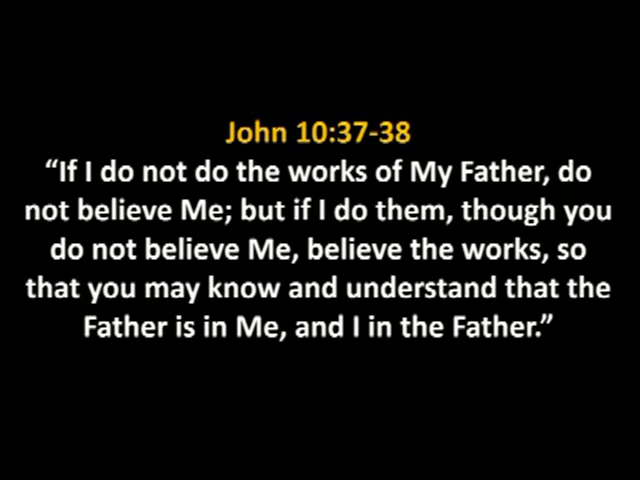 John 10:37-38
“If I do not do the works of My Father, do
not believe Me; but if I do them, though you
do not believe Me, believe the works, so
that you may know and understand that the
Father is in Me, and I in the Father.”